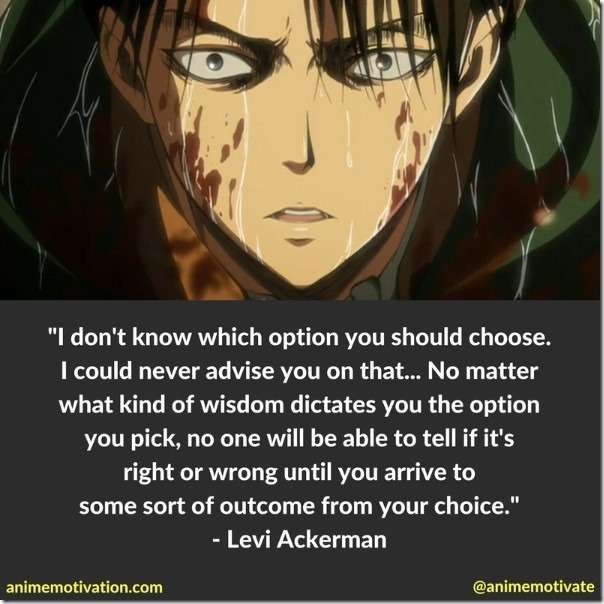 "I don't know which option you should choose.
I could never advise you on that... No matter
what kind of wisdom dictates you the option
you pick, no one will be able to tell if it's
right or wrong until you arrive to
some sort of outcome from your choice."
- Levi Ackerman
animemotivation.com
@animemotivate